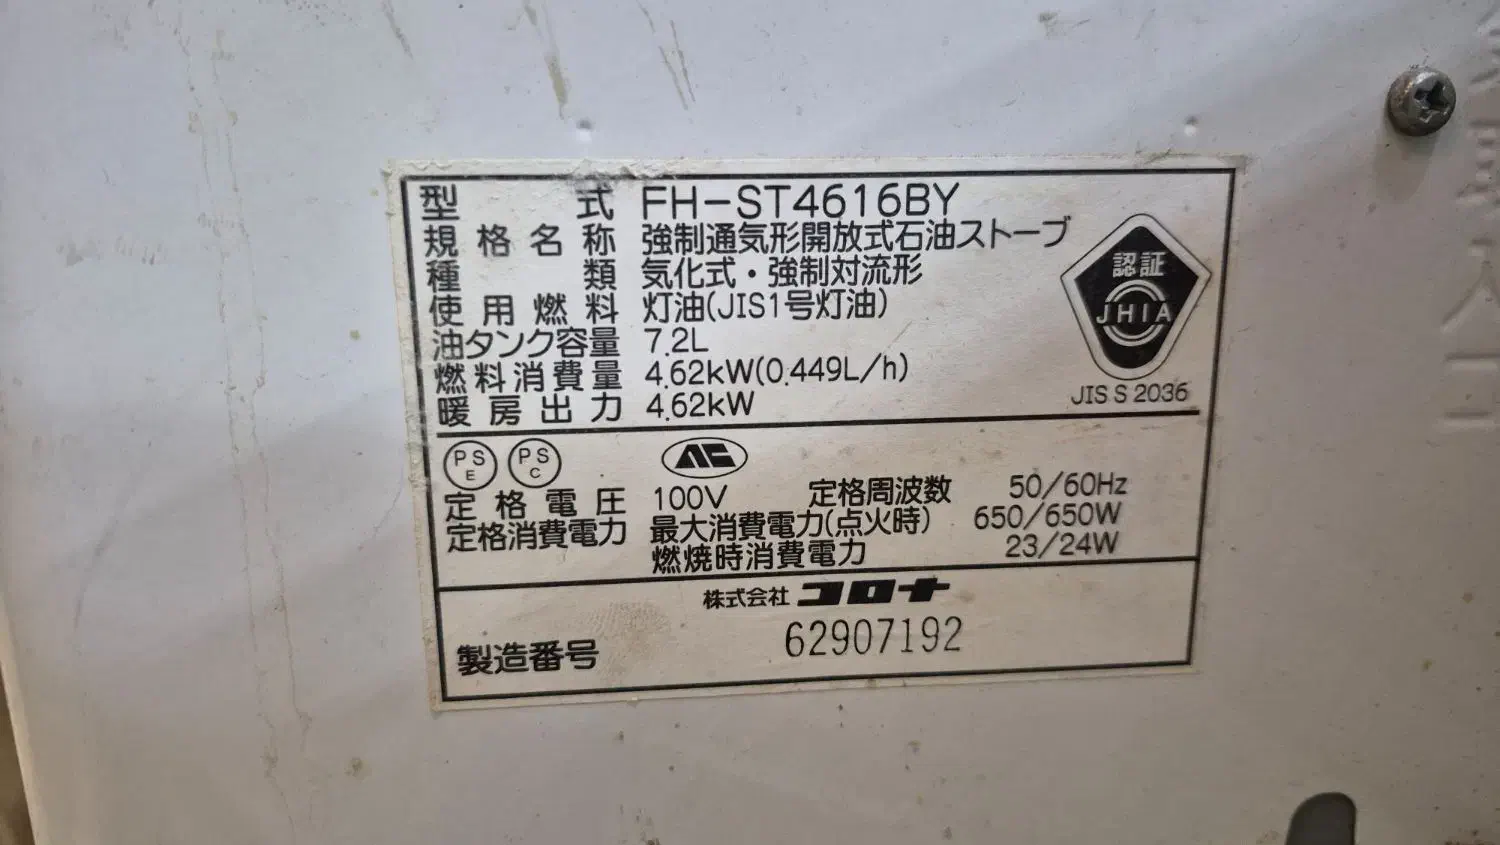 型式 FH-ST4616BY
規格名称 強制通気形開放式石油ストーブ
種類 気化式・強制対流形
使用燃料 灯油(JIS1号灯油)
油タンク容量 7.2L
燃料消費量 4.62kW(0.449L/h)
暖房出力 4.62kW
認証
JHIA
JIS S 2036
PSE PSC
定格電圧 100V 定格周波数 50/60Hz
定格消費電力 最大消費電力(点火時) 650/650W
燃焼時消費電力 23/24W
株式会社 コロナ
製造番号 62907192